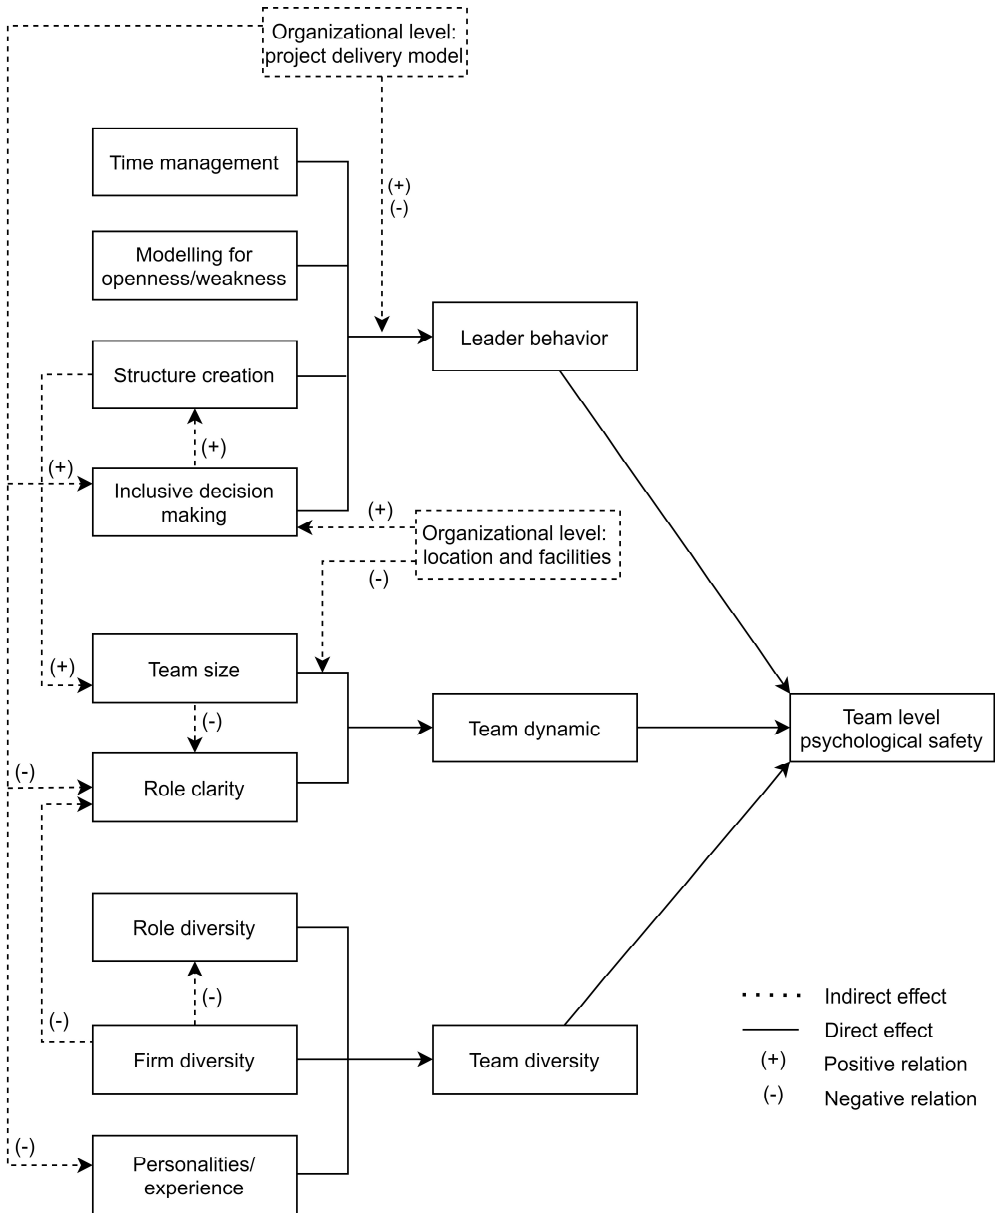 Organizational level:
project delivery model
Time management
(+)
(-)
Modelling for
openness/weakness
Leader behavior
Structure creation
(+)
(+)
Inclusive decision
making
(+)
Organizational level:
location and facilities
(-)
Team size
(+)
(-)
Team dynamic
Team level
psychological safety
(-)
Role clarity
Role diversity
(-)
(-)
Firm diversity
Team diversity
(-)
Personalities/
experience
Indirect effect
Direct effect
(+) Positive relation
(-) Negative relation